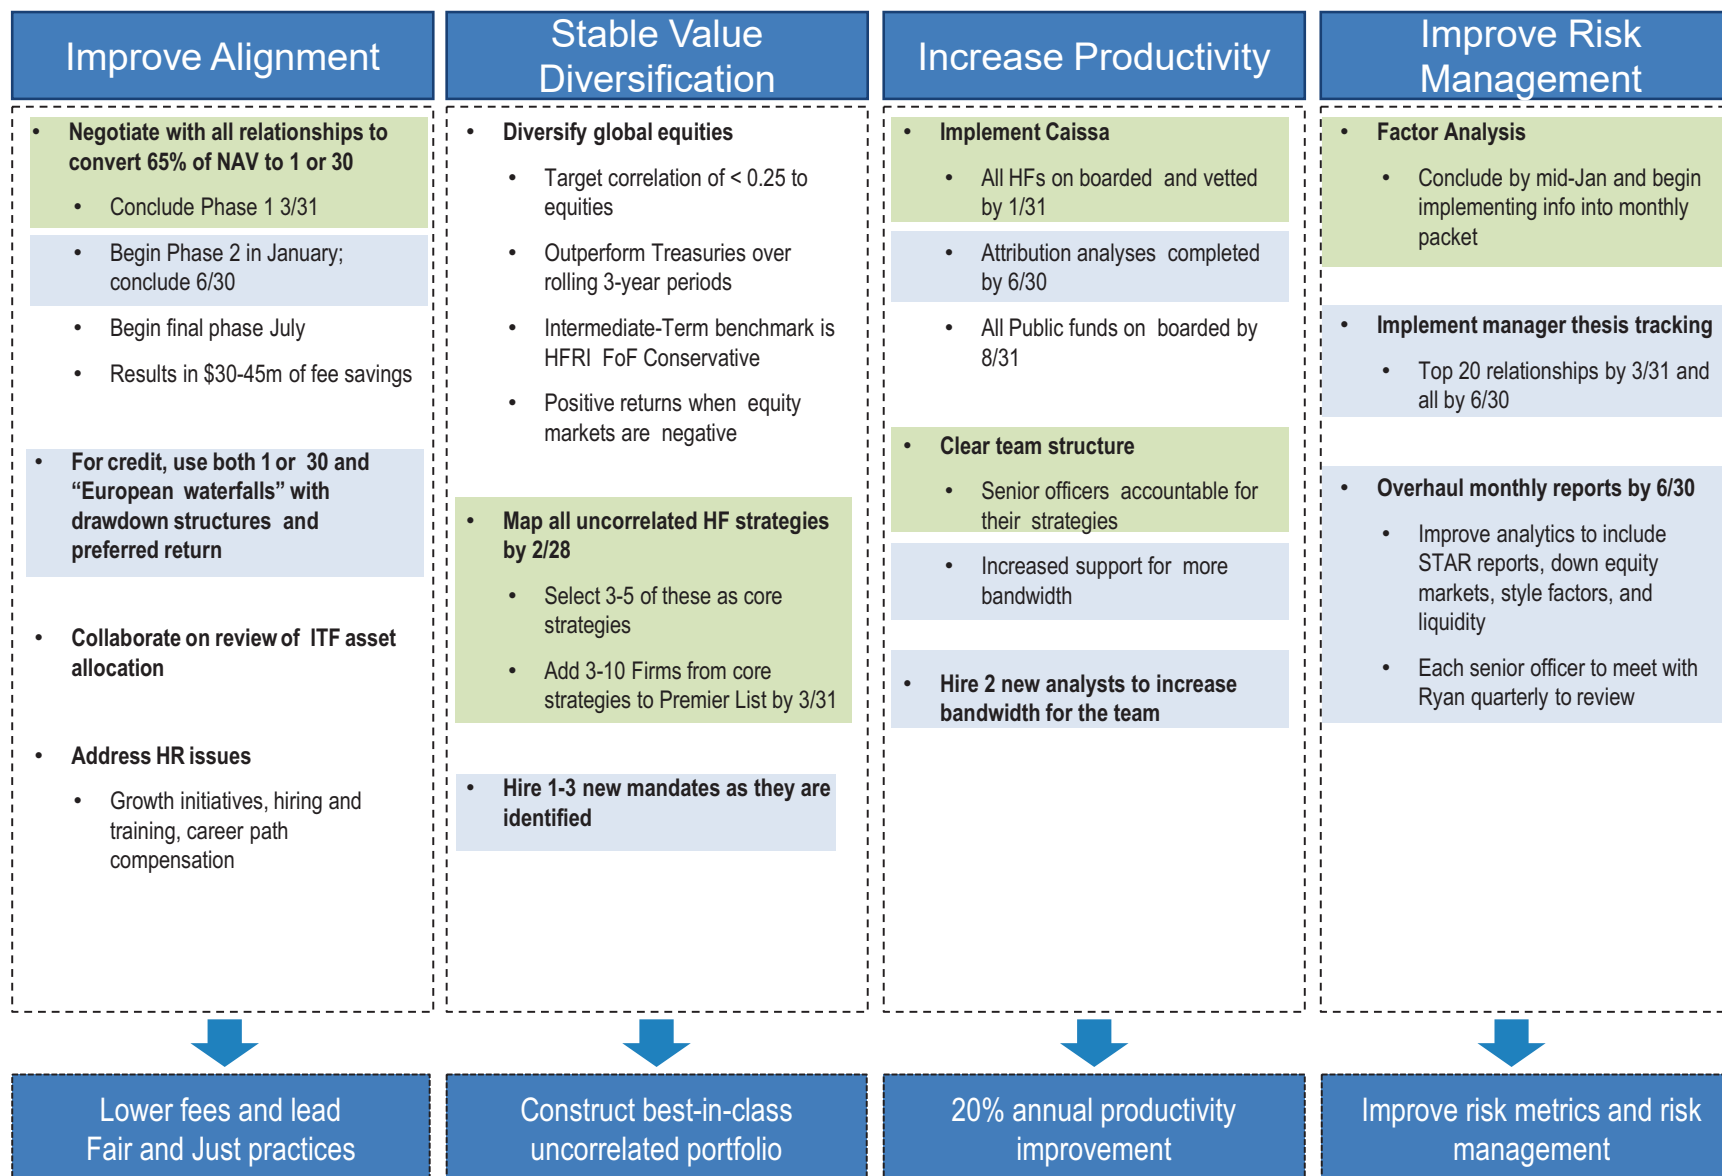 Improve Alignment
• Negotiate with all relationships to
convert 65% of NAV to 1 or 30
• Conclude Phase 1 3/31
• Begin Phase 2 in January;
conclude 6/30
• Begin final phase July
• Results in $30-45m of fee savings
• For credit, use both 1 or 30 and
“European waterfalls” with
drawdown structures and
preferred return
• Collaborate on review of ITF asset
allocation
• Address HR issues
• Growth initiatives, hiring and
training, career path
compensation
Lower fees and lead
Fair and Just practices
Stable Value
Diversification
• Diversify global equities
• Target correlation of < 0.25 to
equities
• Outperform Treasuries over
rolling 3-year periods
• Intermediate-Term benchmark is
HFRI FoF Conservative
• Positive returns when equity
markets are negative
• Map all uncorrelated HF strategies
by 2/28
• Select 3-5 of these as core
strategies
• Add 3-10 Firms from core
strategies to Premier List by 3/31
• Hire 1-3 new mandates as they are
identified
Construct best-in-class
uncorrelated portfolio
Increase Productivity
• Implement Caissa
• All HFs on boarded and vetted
by 1/31
• Attribution analyses completed
by 6/30
• All Public funds on boarded by
8/31
• Clear team structure
• Senior officers accountable for
their strategies
• Increased support for more
bandwidth
• Hire 2 new analysts to increase
bandwidth for the team
20% annual productivity
improvement
Improve Risk
Management
• Factor Analysis
• Conclude by mid-Jan and begin
implementing info into monthly
packet
• Implement manager thesis tracking
• Top 20 relationships by 3/31 and
all by 6/30
• Overhaul monthly reports by 6/30
• Improve analytics to include
STAR reports, down equity
markets, style factors, and
liquidity
• Each senior officer to meet with
Ryan quarterly to review
Improve risk metrics and risk
management